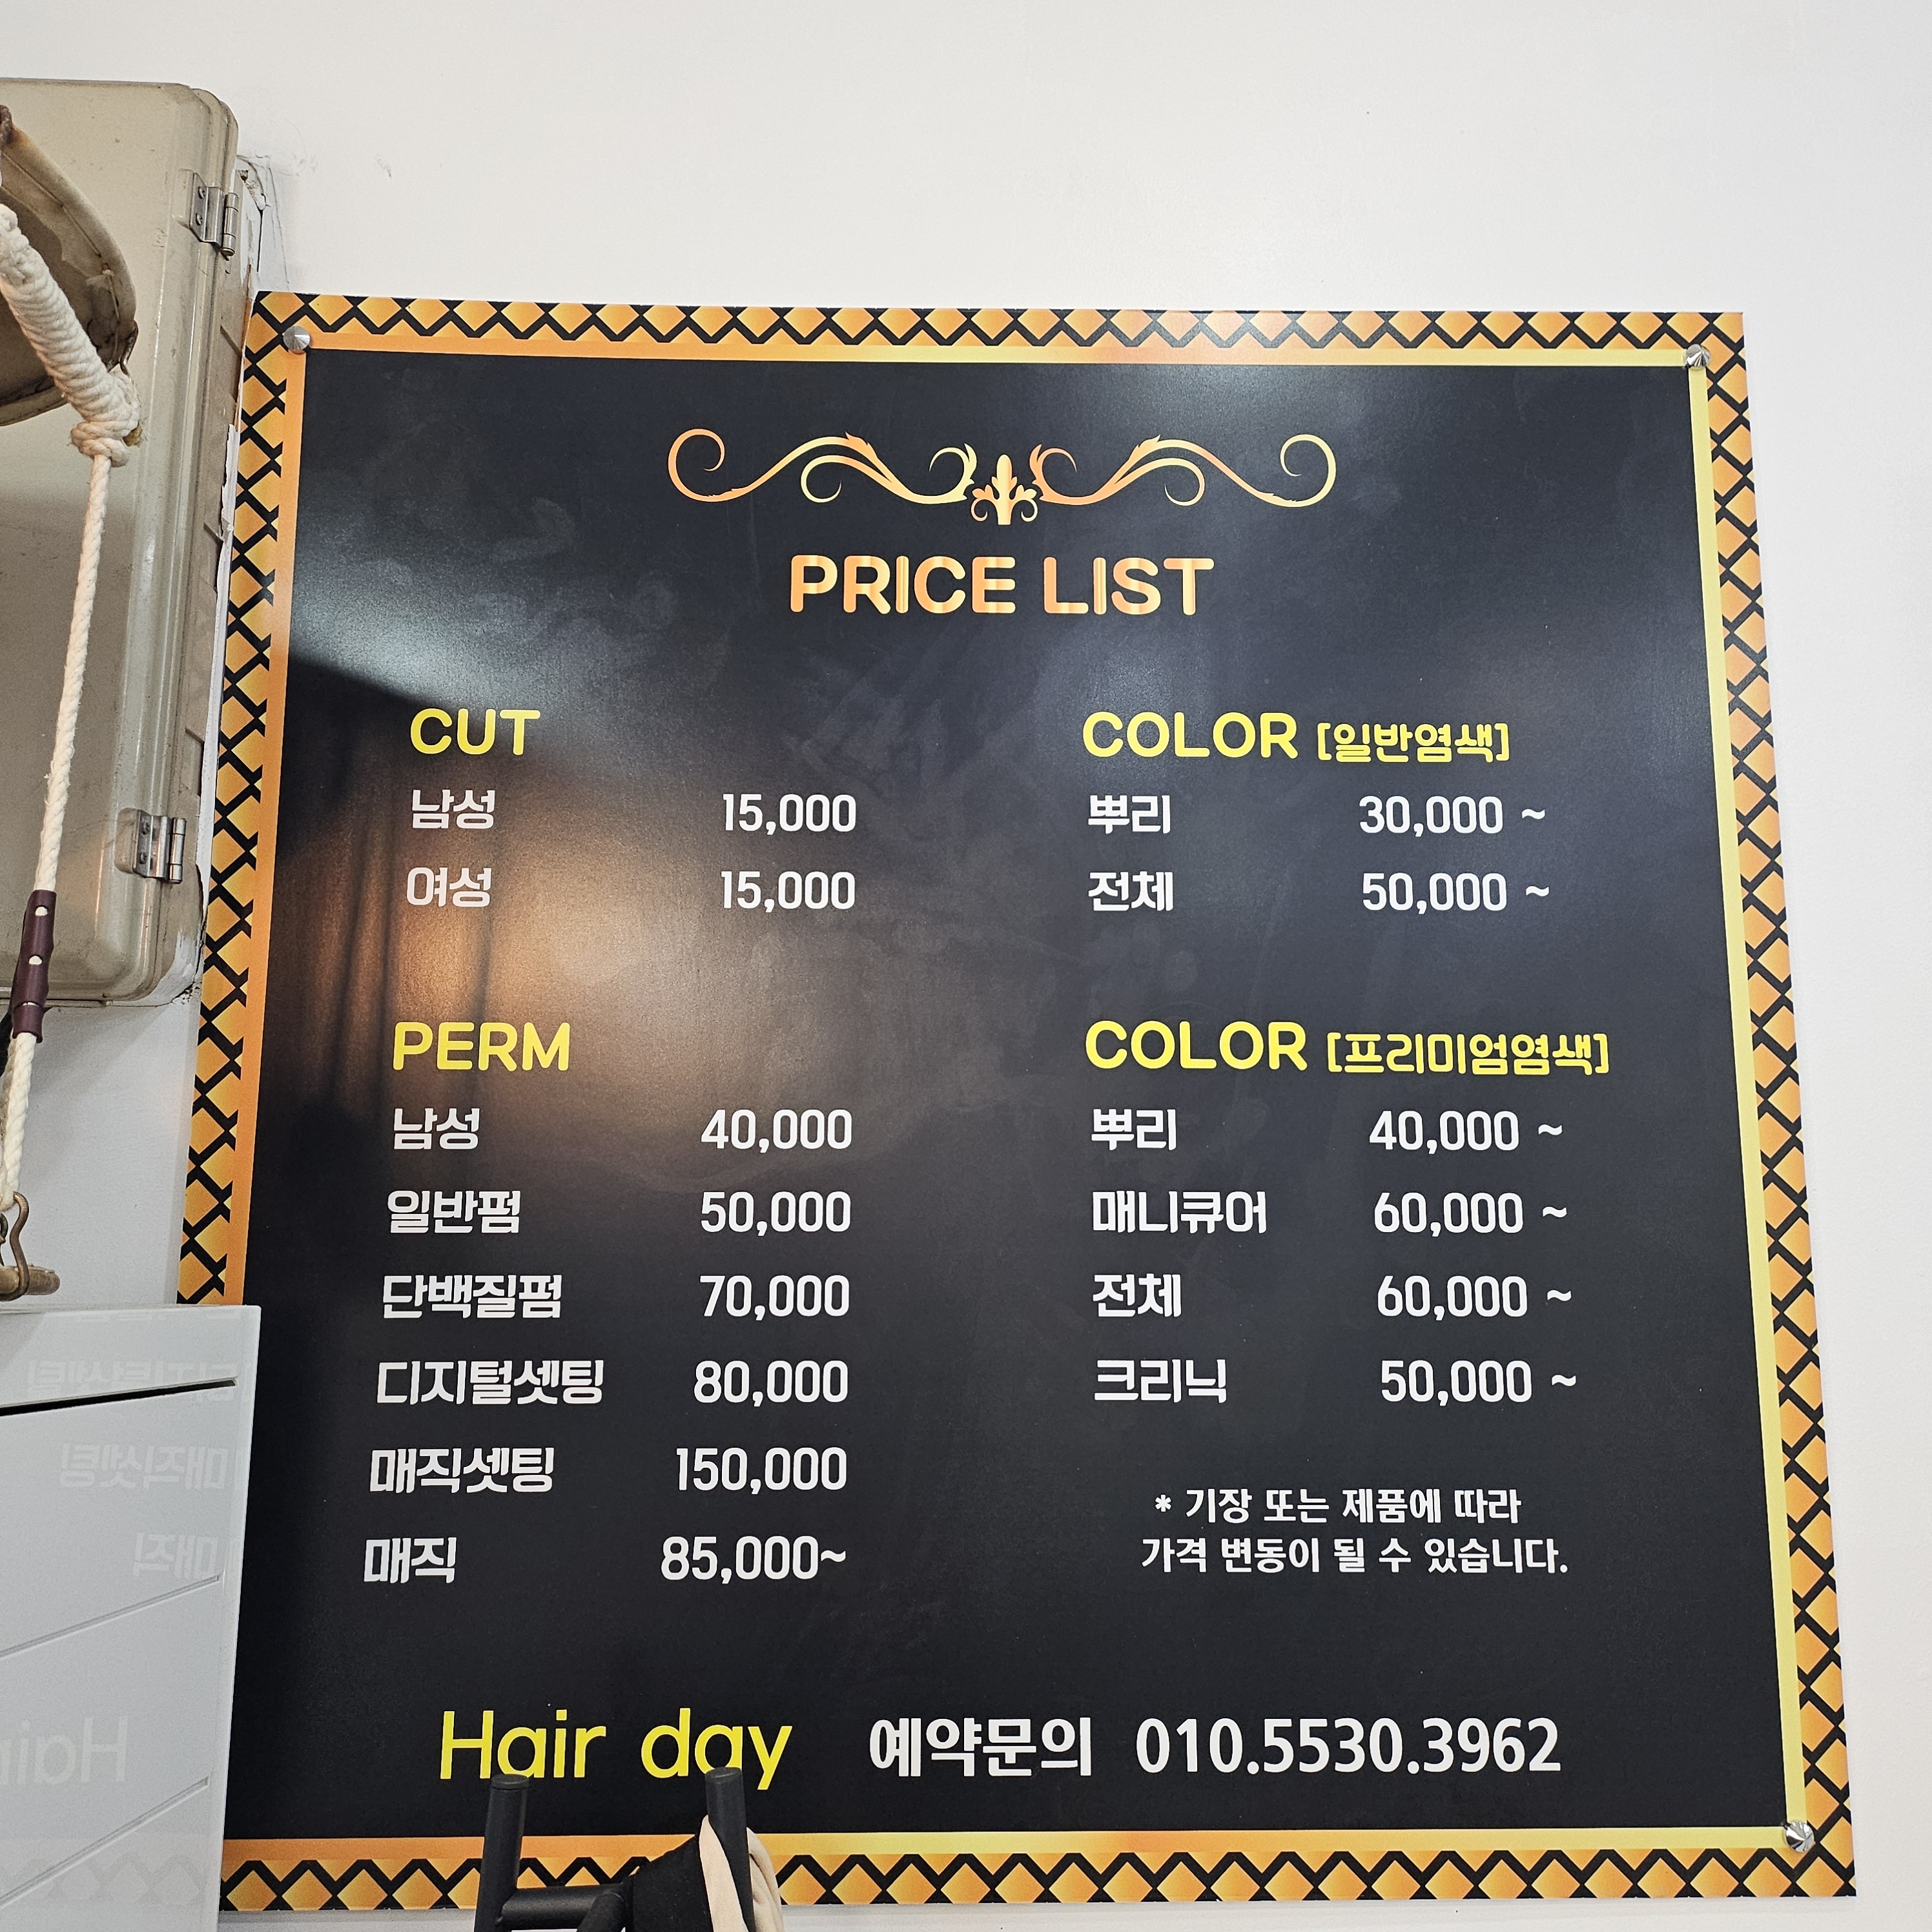 PRICE LIST
CUT
남성 15,000
여성 15,000
PERM
남성 40,000
일반펌 50,000
단백질펌 70,000
디지털셋팅 80,000
매직셋팅 150,000
매직 85,000~
COLOR [일반염색]
뿌리 30,000 ~
전체 50,000 ~
COLOR [프리미엄염색]
뿌리 40,000 ~
매니큐어 60,000 ~
전체 60,000 ~
크리닉 50,000 ~
* 기장 또는 제품에 따라
가격 변동이 될 수 있습니다.
Hair day 예약문의 010.5530.3962